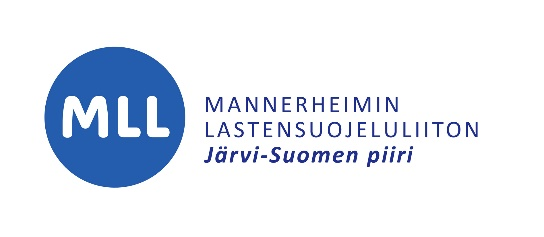 MLL
MANNERHEIMIN
LASTENSUOJELULIITON
Järvi-Suomen piiri